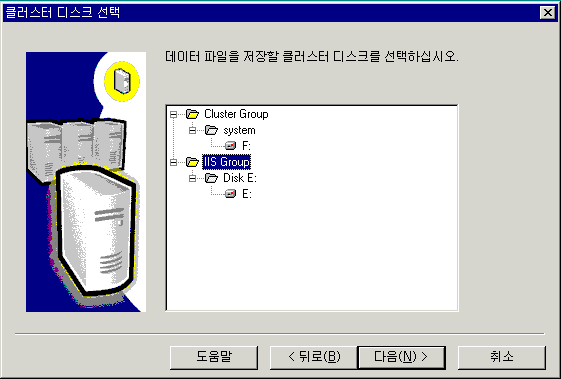 클러스터 디스크 선택
데이터 파일을 저장할 클러스터 디스크를 선택하십시오.
Cluster Group
system
F:
IIS Group
Disk E:
E:
도움말
< 뒤로(B)
다음(N) >
취소